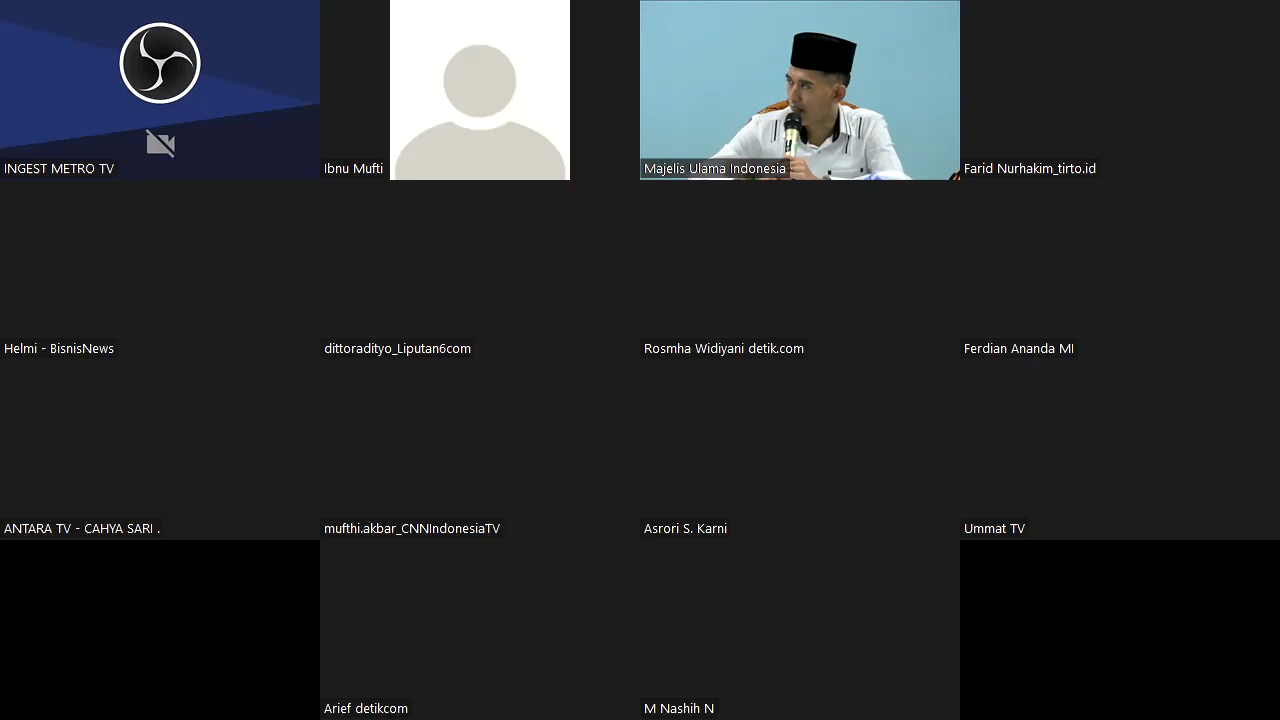 INGEST METRO TV
Ibnu Mufti
Majelis Ulama Indonesia
Farid Nurhakim_tirto.id
Helmi - BisnisNews
dittoradityo_Liputan6com
Rosmha Widiyani detik.com
Ferdian Ananda MI
ANTARA TV - CAHYA SARI .
mufthi.akbar_CNNIndonesiaTV
Asrori S. Karni
Ummat TV
Arief detikcom
M Nashih N